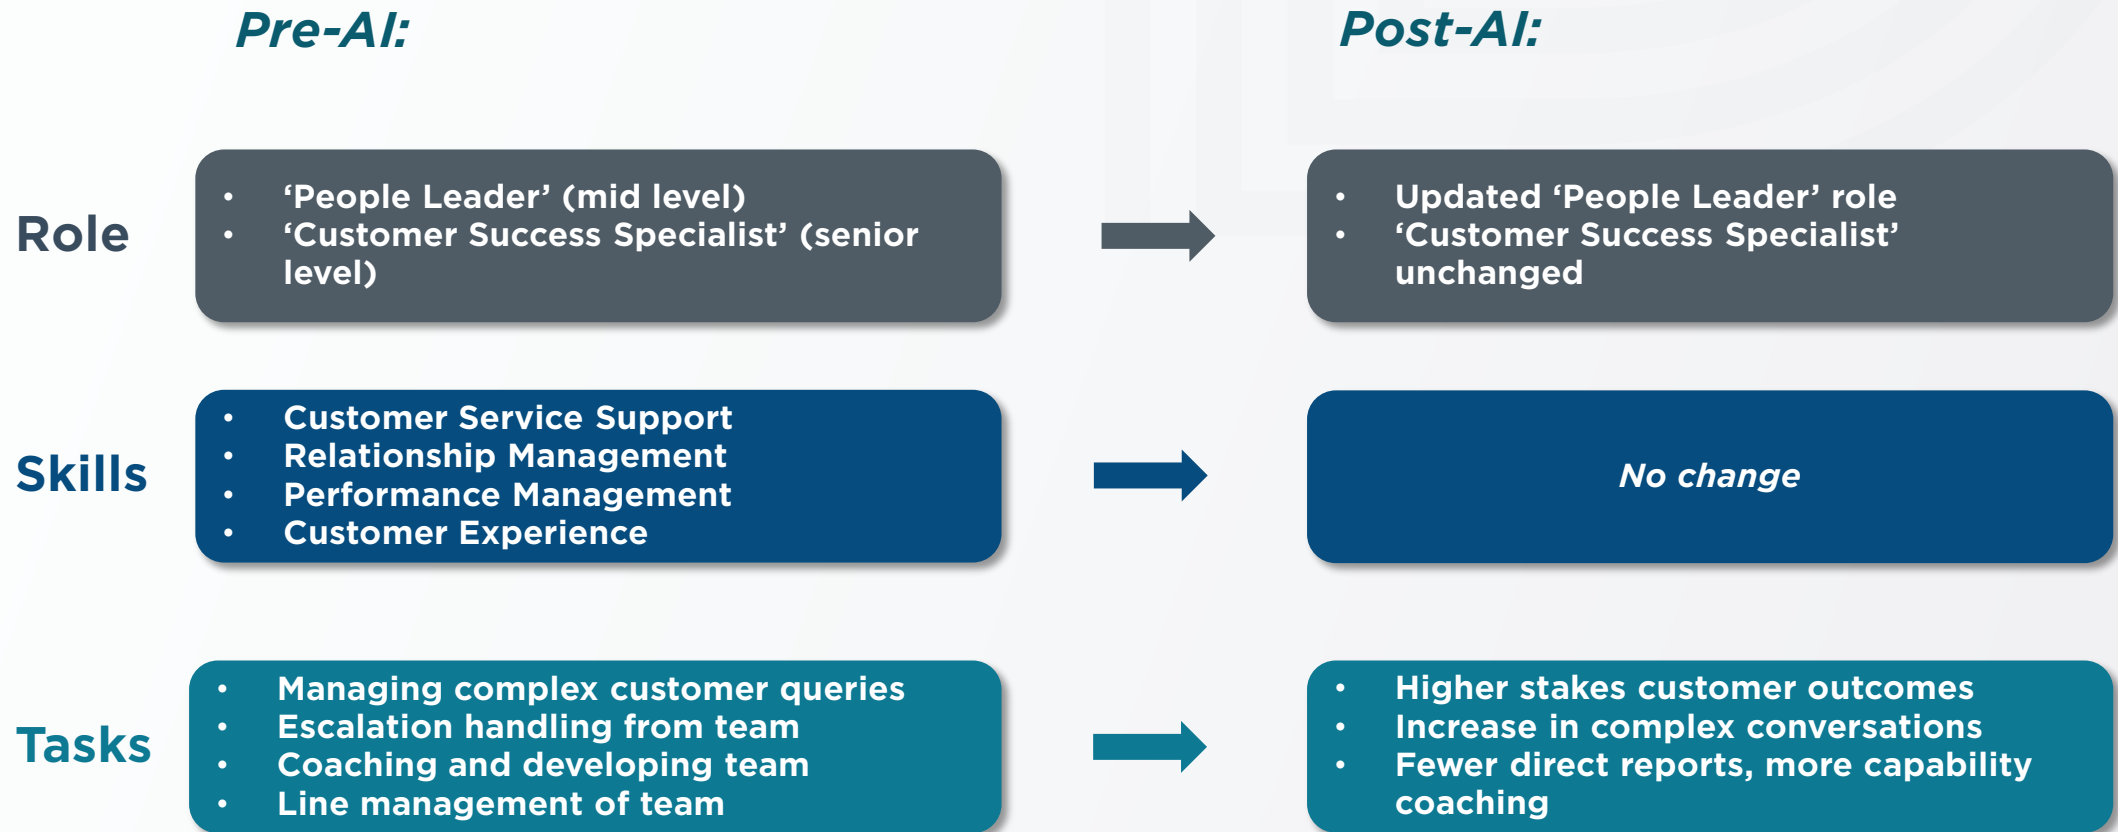 Pre-AI:
Post-AI:
Role
• ‘People Leader’ (mid level)
• ‘Customer Success Specialist’ (senior
level)
• Updated ‘People Leader’ role
• ‘Customer Success Specialist’
unchanged
Skills
• Customer Service Support
• Relationship Management
• Performance Management
• Customer Experience
No change
Tasks
• Managing complex customer queries
• Escalation handling from team
• Coaching and developing team
• Line management of team
• Higher stakes customer outcomes
• Increase in complex conversations
• Fewer direct reports, more capability
coaching